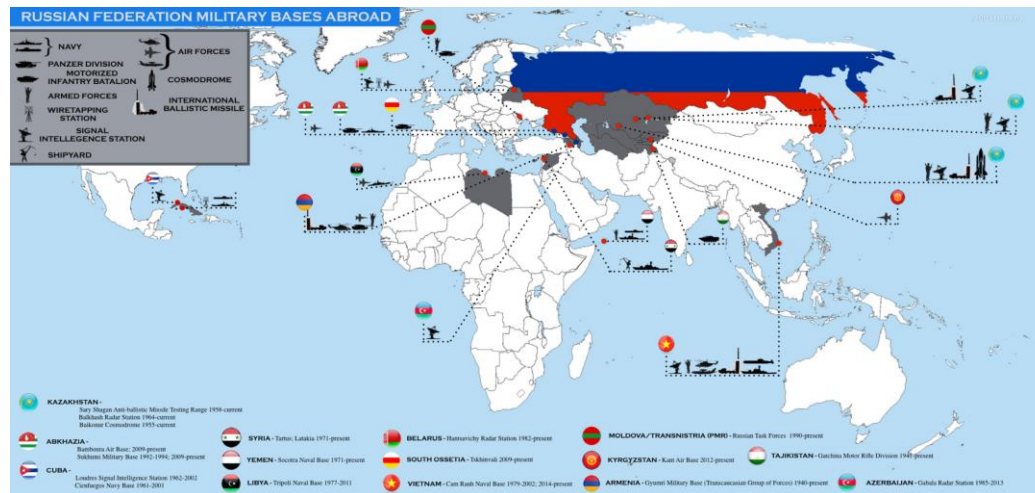 RUSSIAN FEDERATION MILITARY BASES ABROAD
NAVY
AIR FORCES
PANZER DIVISION
MOTORIZED
INFANTRY BATALION
COSMODROME
ARMED FORCES
INTERNATIONAL
BALLISTIC MISSILE
WIRETAPPING
STATION
SIGNAL
INTELLEGENCE STATION
SHIPYARD
KAZAKHSTAN -
Sary Shagan Anti-ballistic Missile Testing Range 1958-current
Balkhash Radar Station 1964-current
Baikonur Cosmodrome 1955-current
ABKHAZIA -
Bamboura Air Base; 2009-present
Sukhumi Military Base 1992-1994; 2009-present
CUBA -
Lourdes Signal Intelligence Station 1962-2002
Cienfuegos Navy Base 1961-2001
SYRIA - Tartus; Latakia 1971-present
YEMEN - Socotra Naval Base 1971-present
LIBYA - Tripoli Naval Base 1977-2011
BELARUS - Hantsavichy Radar Station 1982-present
SOUTH OSSETIA - Tskhinvali 2009-present
VIETNAM - Cam Ranh Naval Base 1979-2002; 2014-present
MOLDOVA/TRANSNISTRIA (PMR) - Russian Task Forces 1990-present
KYRGYZSTAN - Kant Air Base 2012-present
TAJIKISTAN - Gatchina Motor Rifle Division 1945-present
ARMENIA - Gyumri Military Base (Transcaucasian Group of Forces) 1940-present
AZERBAIJAN - Gabala Radar Station 1985-2013